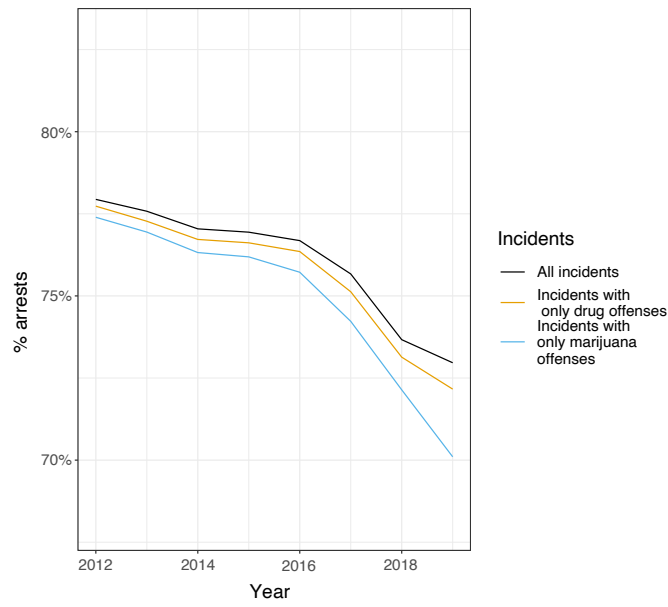 80%
75%
70%
% arrests
2012
2014
2016
2018
Year
Incidents
All incidents
Incidents with
only drug offenses
Incidents with
only marijuana
offenses